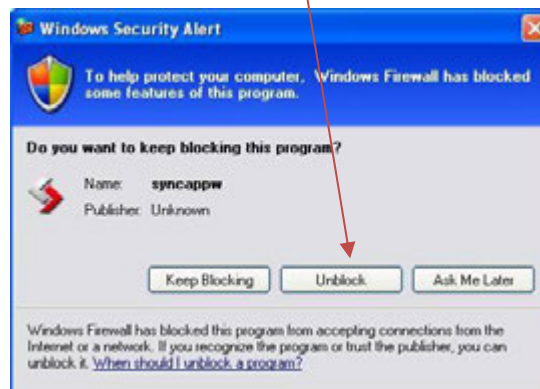 Windows Security Alert
To help protect your computer, Windows Firewall has blocked
some features of this program.
Do you want to keep blocking this program?
Name: syncappw
Publisher: Unknown
Keep Blocking Unblock Ask Me Later
Windows Firewall has blocked this program from accepting connections from the
Internet or a network. If you recognize the program or trust the publisher, you can
unblock it. When should I unblock a program?